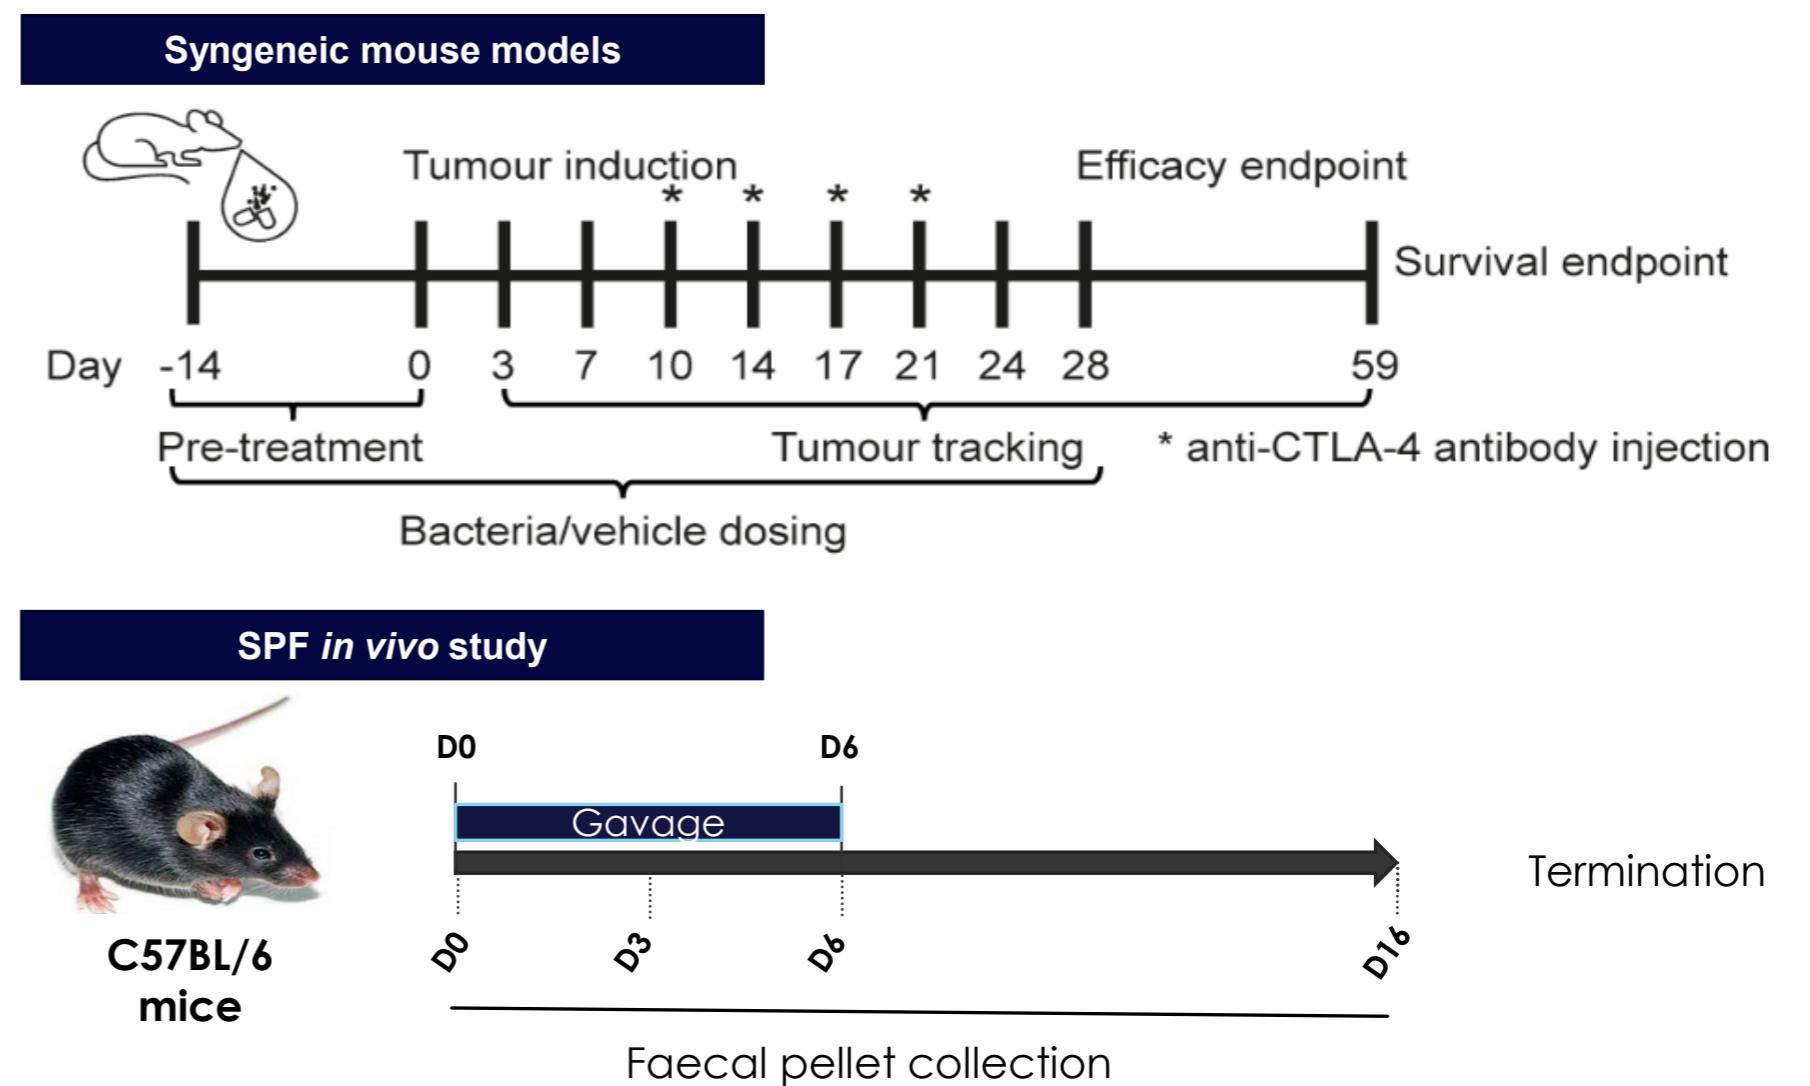 Syngeneic mouse models
Tumour induction
Efficacy endpoint
* * * *
Survival endpoint
Day -14 0 3 7 10 14 17 21 24 28 59
Pre-treatment
Tumour tracking
* anti-CTLA-4 antibody injection
Bacteria/vehicle dosing
SPF in vivo study
D0 D6
Gavage
Termination
D0 D3 D6 D16
C57BL/6
mice
Faecal pellet collection